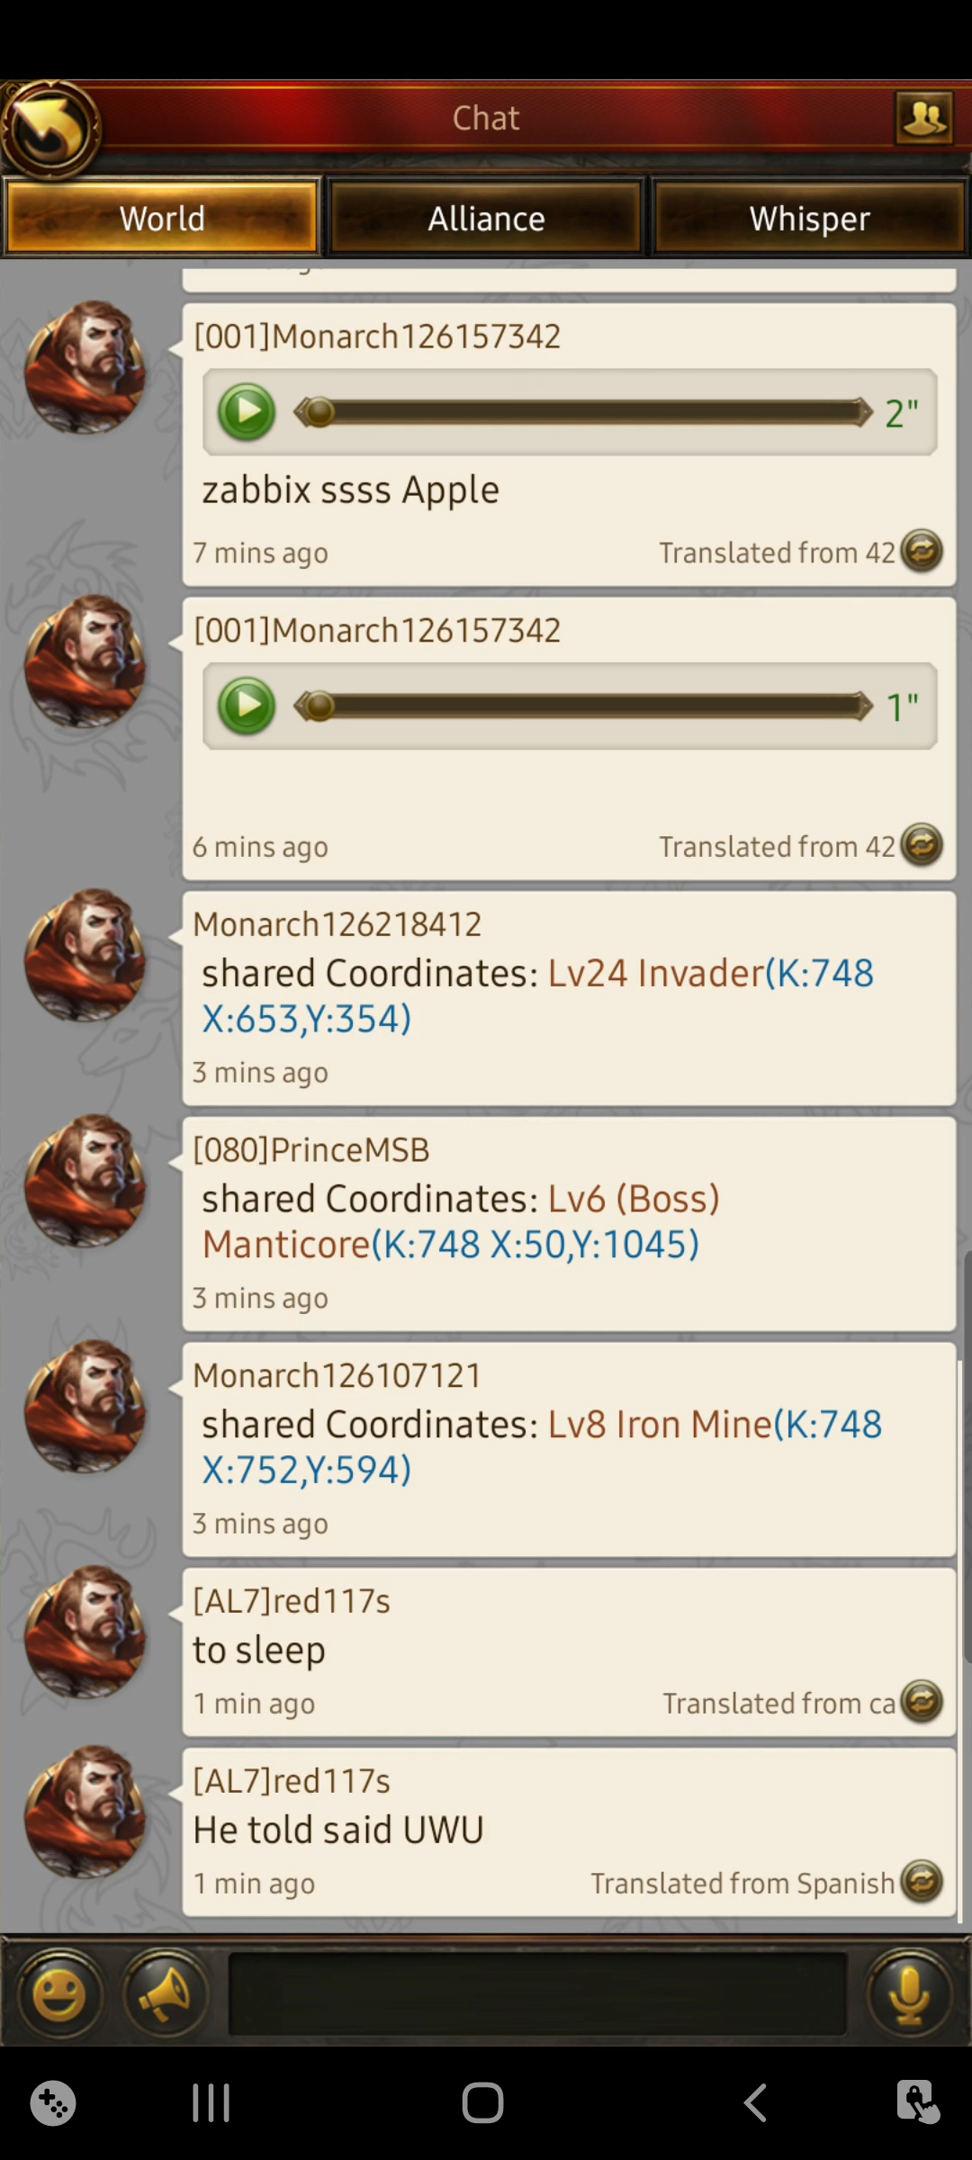 Chat
World
Alliance
Whisper
[001]Monarch126157342
2"
zabbix ssss Apple
7 mins ago
Translated from 42
[001]Monarch126157342
1"
6 mins ago
Translated from 42
Monarch126218412
shared Coordinates: Lv24 Invader(K:748
X:653,Y:354)
3 mins ago
[080]PrinceMSB
shared Coordinates: Lv6 (Boss)
Manticore(K:748 X:50,Y:1045)
3 mins ago
Monarch126107121
shared Coordinates: Lv8 Iron Mine(K:748
X:752,Y:594)
3 mins ago
[AL7]red117s
to sleep
1 min ago
Translated from ca
[AL7]red117s
He told said UWU
1 min ago
Translated from Spanish